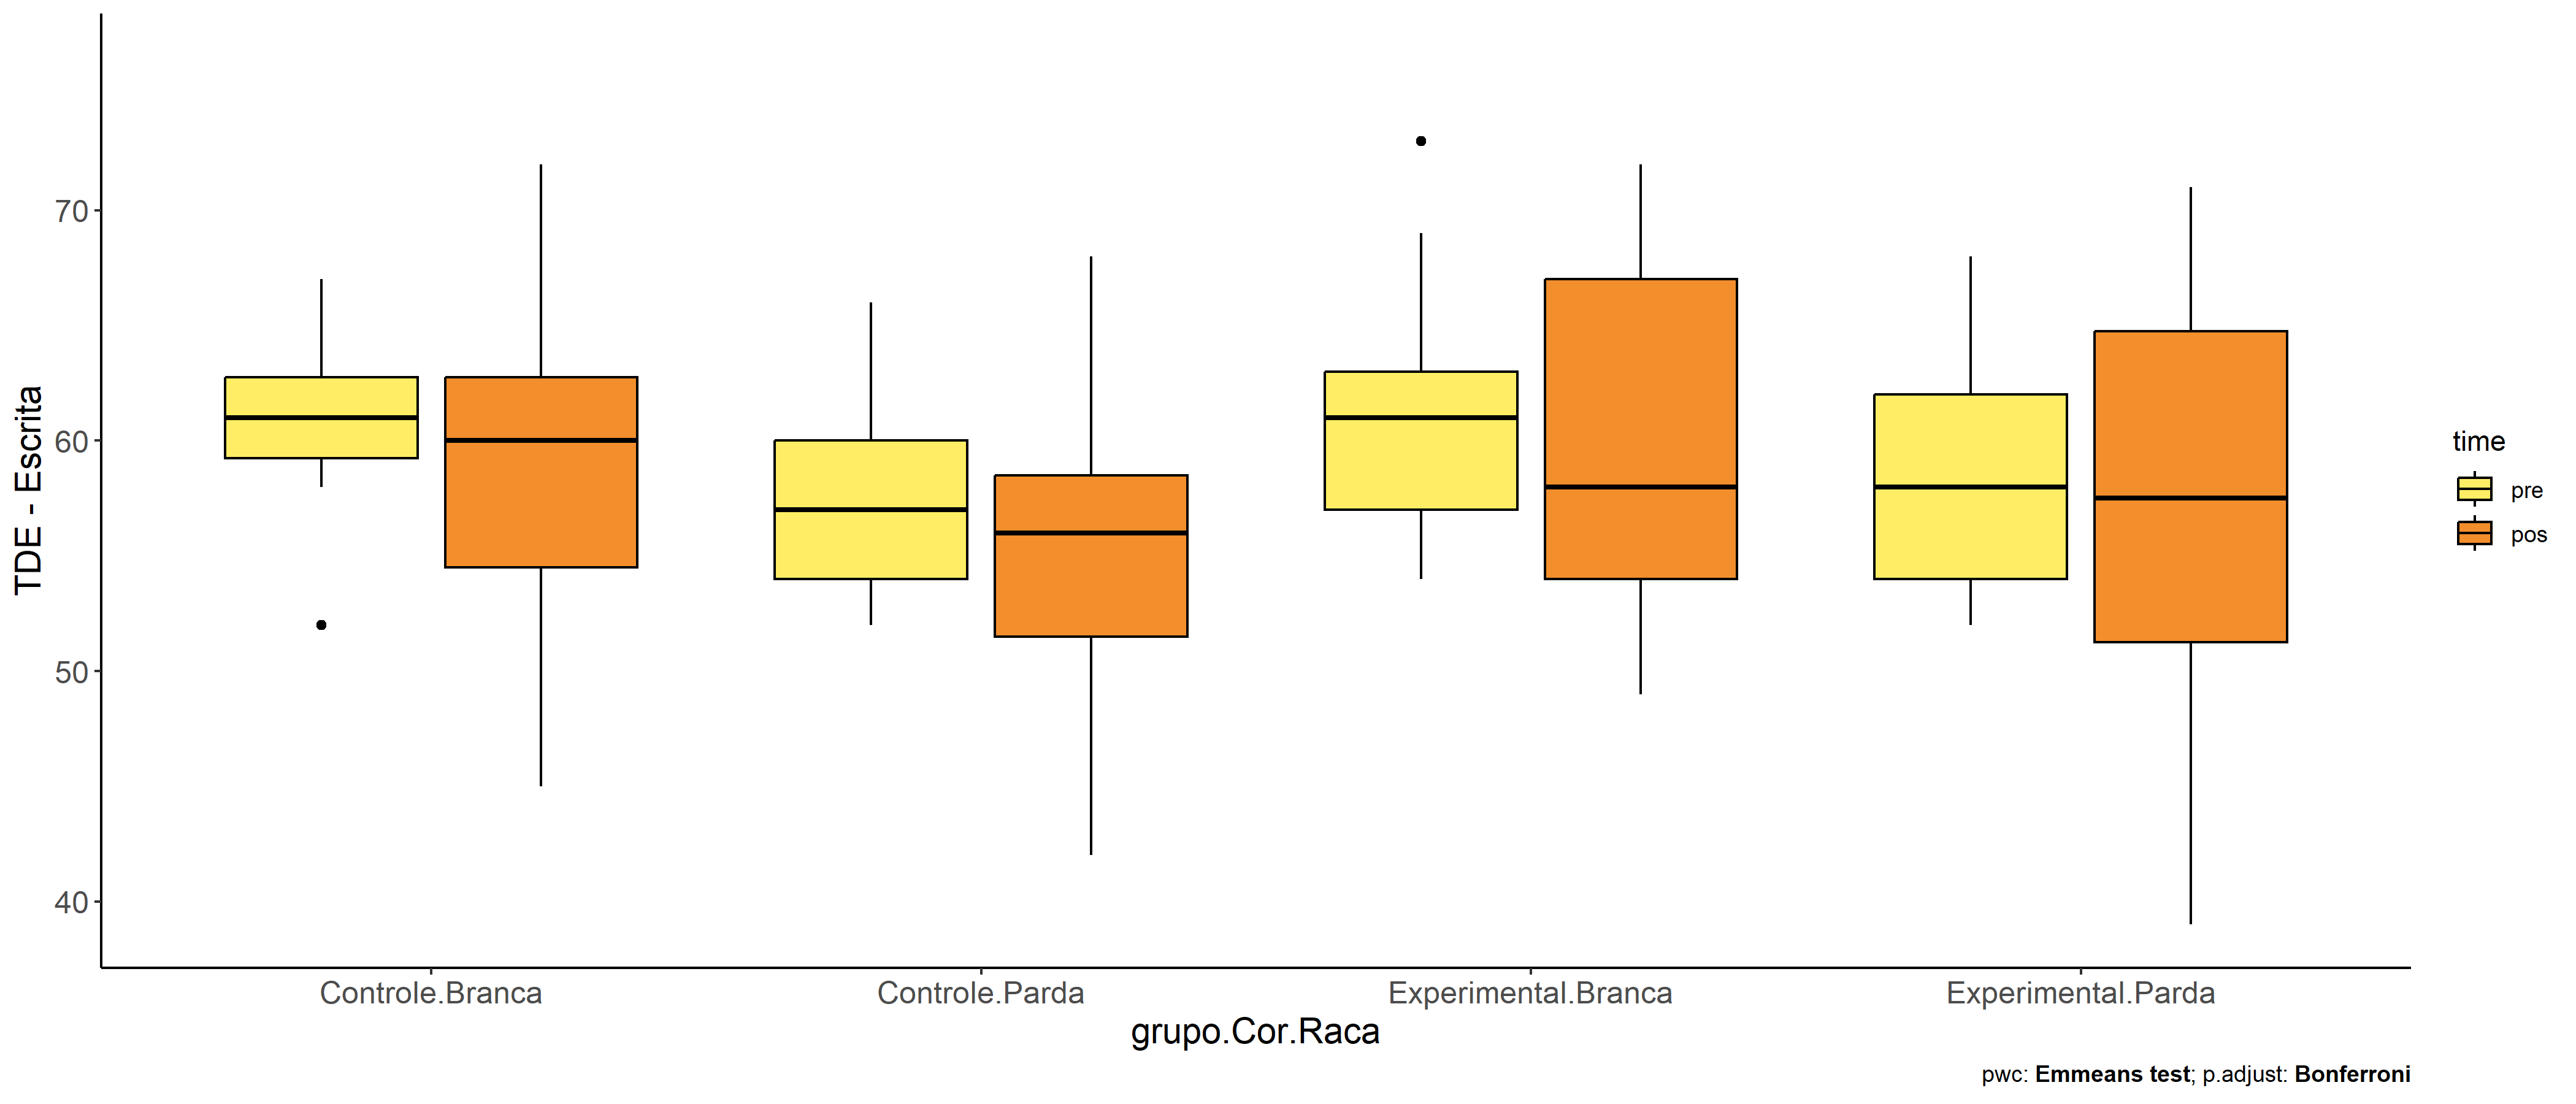 TDE - Escrita
70
60
50
40
Controle.Branca
Controle.Parda
Experimental.Branca
Experimental.Parda
grupo.Cor.Raca
time
pre
pos
pwc: Emmeans test; p.adjust: Bonferroni